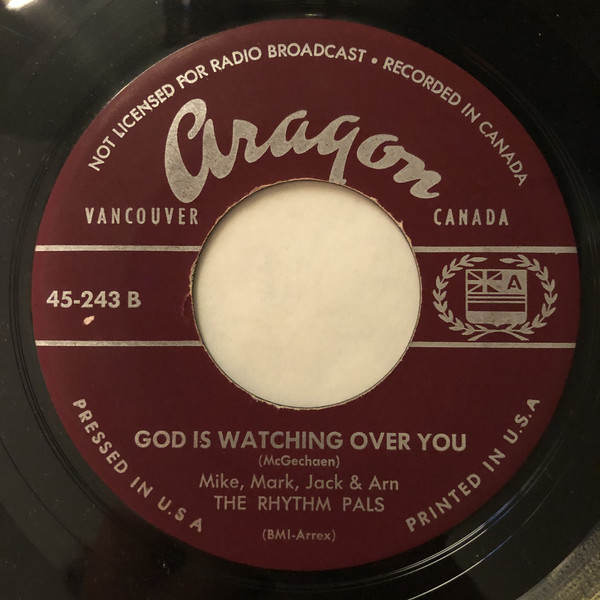 NOT LICENSED FOR RADIO BROADCAST • RECORDED IN CANADA
Aragon
VANCOUVER CANADA
45-243 B
A
GOD IS WATCHING OVER YOU
(McGechaen)
Mike, Mark, Jack & Arn
THE RHYTHM PALS
(BMI-Arrex)
PRESSED IN U.S.A
PRINTED IN U.S.A